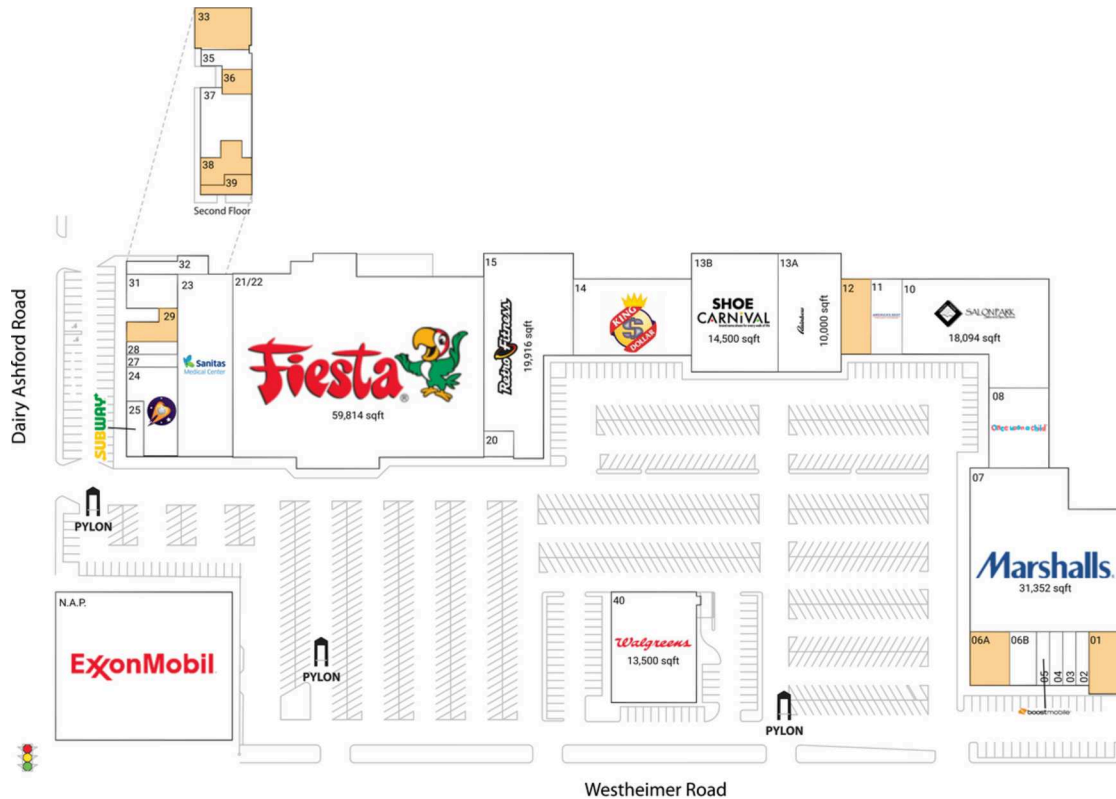 33
35
36
37
38
39
Second Floor
32
31
23
21/22
15
13B
13A
29
14
12
11
10
KING
$
DOLLAR
SHOE
CARNiVAL
14,500 sqft
10,000 sqft
SALONPARK
18,094 sqft
28
27
24
25
Sanitas
Medical Center
SUBWAY
Fiesta
59,814 sqft
Retro Fitness
19,916 sqft
20
08
Once upon a child
07
Marshalls
31,352 sqft
Dairy Ashford Road
PYLON
N.A.P.
ExxonMobil
PYLON
40
Walgreens
13,500 sqft
PYLON
06A
06B
05
04
03
02
01
boostmobile
Westheimer Road